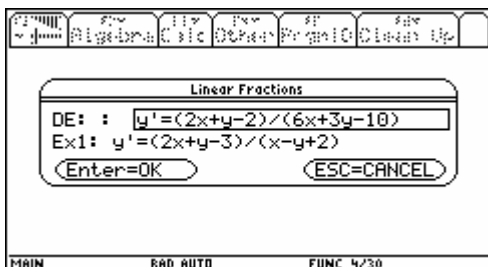 Algebra Calc Other PrgmIO Clean Up
Linear Fractions
DE: : y'=(2x+y-2)/(6x+3y-10)
Ex1: y'=(2x+y-3)/(x-y+2)
Enter=OK ESC=CANCEL
MAIN RAD AUTO FUNC 4/30